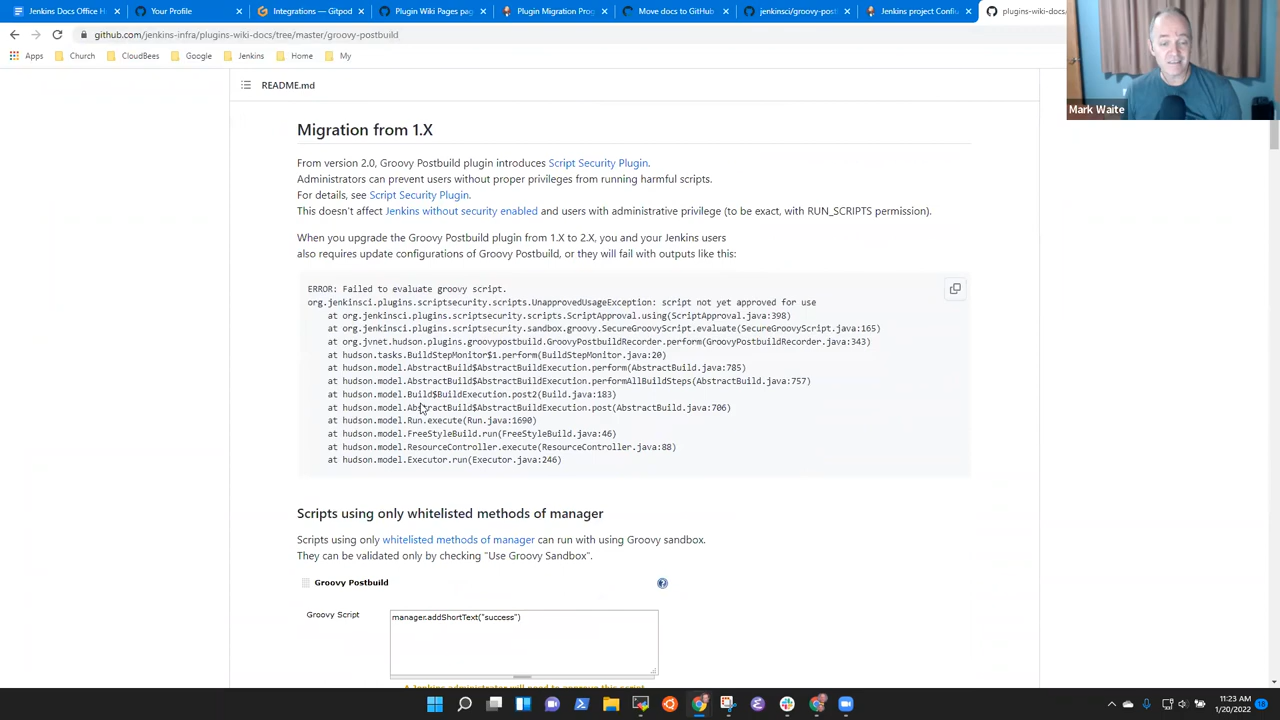 Jenkins Docs Office H
Your Profile
Integrations — Gitpod
Plugin Wiki Pages pag
Plugin Migration Prog
Move docs to GitHub
jenkinsci/groovy-post
Jenkins project Confu
plugins-wiki-docs/
github.com/jenkins-infra/plugins-wiki-docs/tree/master/groovy-postbuild
Apps Church CloudBees Google Jenkins Home My
Mark Waite
README.md
Migration from 1.X
From version 2.0, Groovy Postbuild plugin introduces Script Security Plugin.
Administrators can prevent users without proper privileges from running harmful scripts.
For details, see Script Security Plugin.
This doesn't affect Jenkins without security enabled and users with administrative privilege (to be exact, with RUN_SCRIPTS permission).
When you upgrade the Groovy Postbuild plugin from 1.X to 2.X, you and your Jenkins users
also requires update configurations of Groovy Postbuild, or they will fail with outputs like this:
ERROR: Failed to evaluate groovy script.
org.jenkinsci.plugins.scriptsecurity.scripts.UnapprovedUsageException: script not yet approved for use
at org.jenkinsci.plugins.scriptsecurity.scripts.ScriptApproval.using(ScriptApproval.java:398)
at org.jenkinsci.plugins.scriptsecurity.sandbox.groovy.SecureGroovyScript.evaluate(SecureGroovyScript.java:165)
at org.jvnet.hudson.plugins.groovypostbuild.GroovyPostbuildRecorder.perform(GroovyPostbuildRecorder.java:343)
at hudson.tasks.BuildStepMonitor$1.perform(BuildStepMonitor.java:20)
at hudson.model.AbstractBuild$AbstractBuildExecution.perform(AbstractBuild.java:785)
at hudson.model.AbstractBuild$AbstractBuildExecution.performAllBuildSteps(AbstractBuild.java:757)
at hudson.model.Build$BuildExecution.post2(Build.java:183)
at hudson.model.AbstractBuild$AbstractBuildExecution.post(AbstractBuild.java:706)
at hudson.model.Run.execute(Run.java:1690)
at hudson.model.FreeStyleBuild.run(FreeStyleBuild.java:46)
at hudson.model.ResourceController.execute(ResourceController.java:88)
at hudson.model.Executor.run(Executor.java:246)
Scripts using only whitelisted methods of manager
Scripts using only whitelisted methods of manager can run with using Groovy sandbox.
They can be validated only by checking "Use Groovy Sandbox".
Groovy Postbuild
Groovy Script
manager.addShortText("success")
A Jenkins administrator will need to approve this script
11:23 AM
1/20/2022